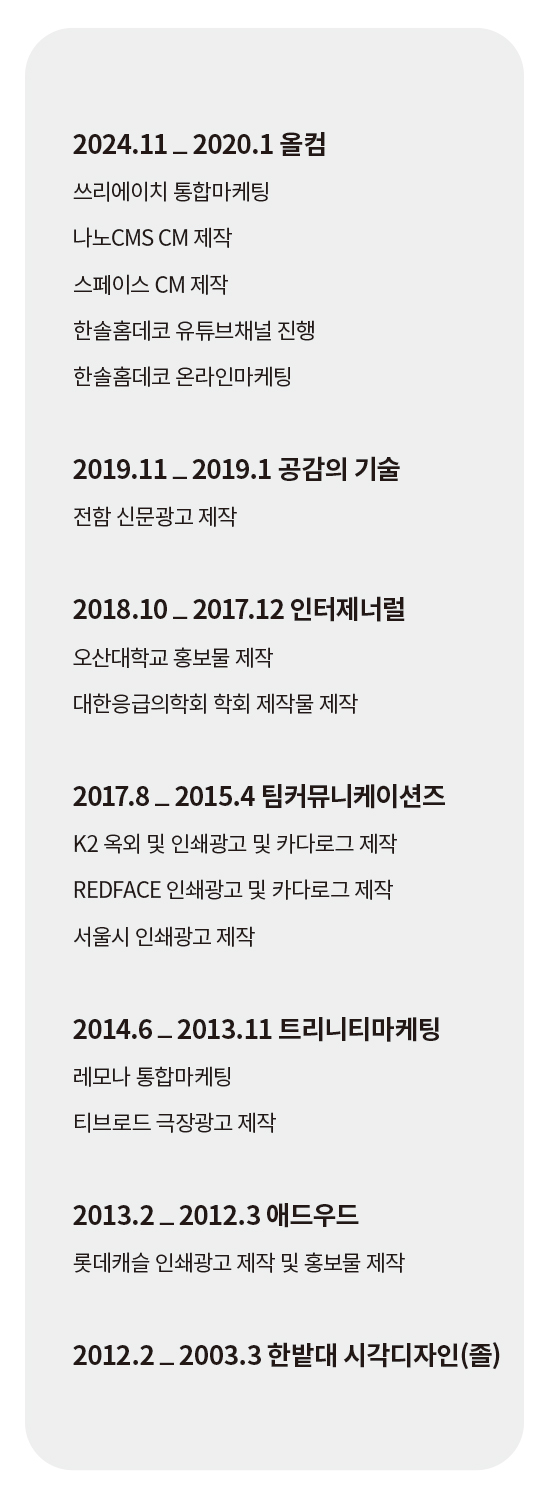 2024.11 _ 2020.1 올컴
쓰리에이치 통합마케팅
나노CMS CM 제작
스페이스 CM 제작
한솔홈데코 유튜브채널 진행
한솔홈데코 온라인마케팅
2019.11 _ 2019.1 공감의 기술
전함 신문광고 제작
2018.10 _ 2017.12 인터제너럴
오산대학교 홍보물 제작
대한응급의학회 학회 제작물 제작
2017.8 _ 2015.4 팀커뮤니케이션즈
K2 옥외 및 인쇄광고 및 카다로그 제작
REDFACE 인쇄광고 및 카다로그 제작
서울시 인쇄광고 제작
2014.6 _ 2013.11 트리니티마케팅
레모나 통합마케팅
티브로드 극장광고 제작
2013.2 _ 2012.3 애드우드
롯데캐슬 인쇄광고 제작 및 홍보물 제작
2012.2 _ 2003.3 한밭대 시각디자인(졸)